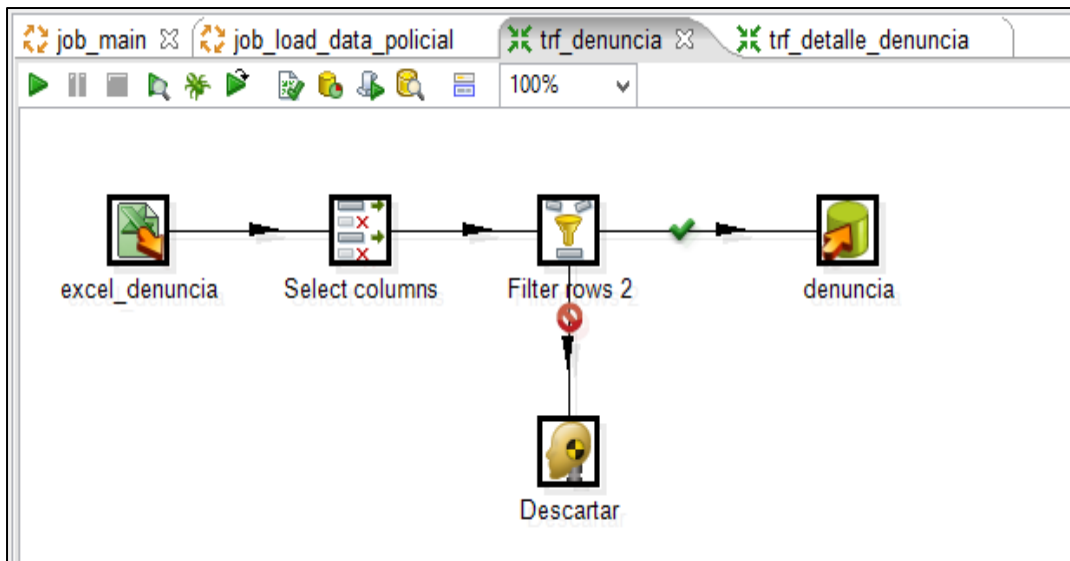 job_main job_load_data_policial trf_denuncia trf_detalle_denuncia
100%
excel_denuncia Select columns Filter rows 2 denuncia
Descartar